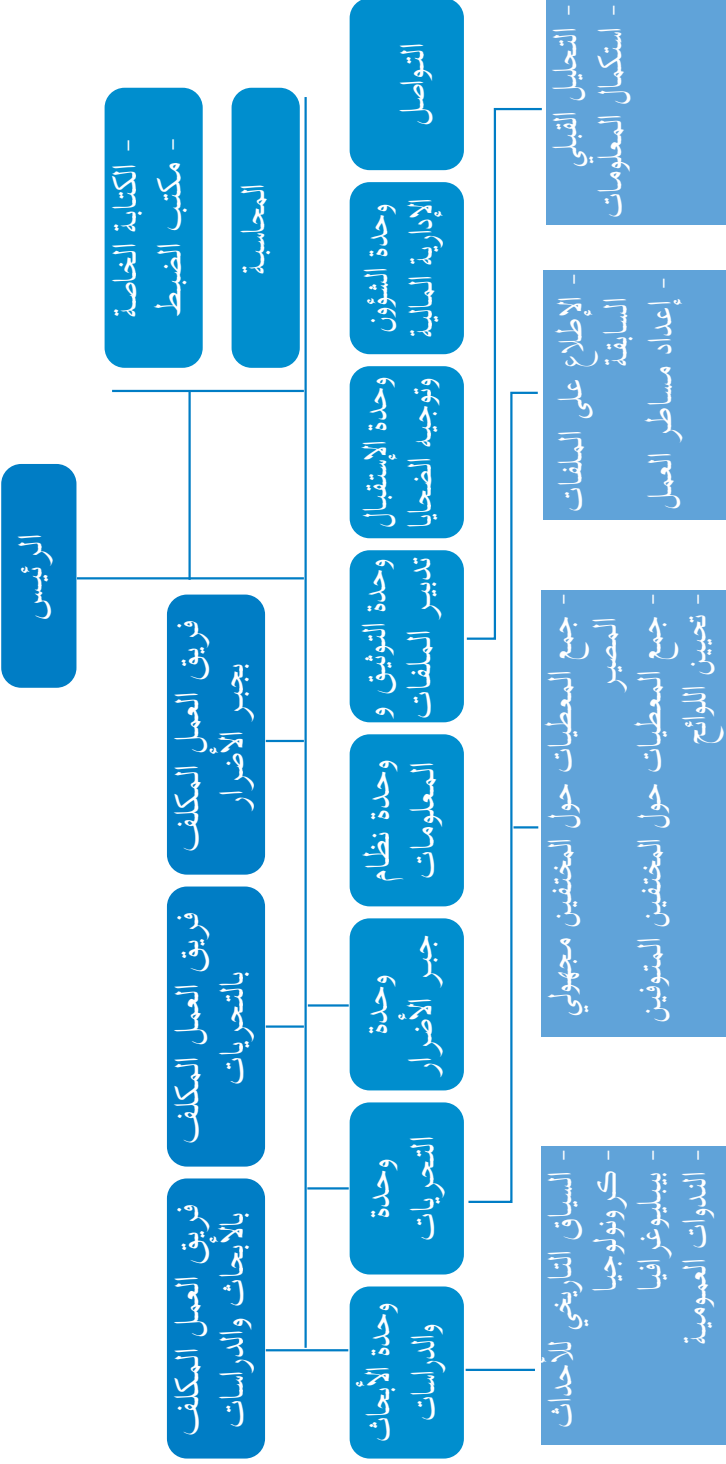 الرئيس
- الكتابة الخاصة
- مكتب الضبط
المحاسبة
فريق العمل المكلف
بجبر الأضرار
فريق العمل المكلف
بالتحريات
فريق العمل المكلف
بالأبحاث والدراسات
التواصل
وحدة الشؤون
الإدارية المالية
وحدة الإستقبال
وتوجيه الضحايا
وحدة التوثيق و
تدبير الملفات
وحدة نظام
المعلومات
وحدة
جبر الأضرار
وحدة
التحريات
وحدة الأبحاث
والدراسات
- التحليل القبلي
- استكمال المعلومات
- الإطلاع على الملفات
السابقة
- إعداد مساطر العمل
- جمع المعطيات حول المختفين مجهولي
المصير
- جمع المعطيات حول المختفين المتوفين
- تحيين اللوائح
- السياق التاريخي للأحداث
- كرونولوجيا
- بيبليوغرافيا
- الندوات العمومية